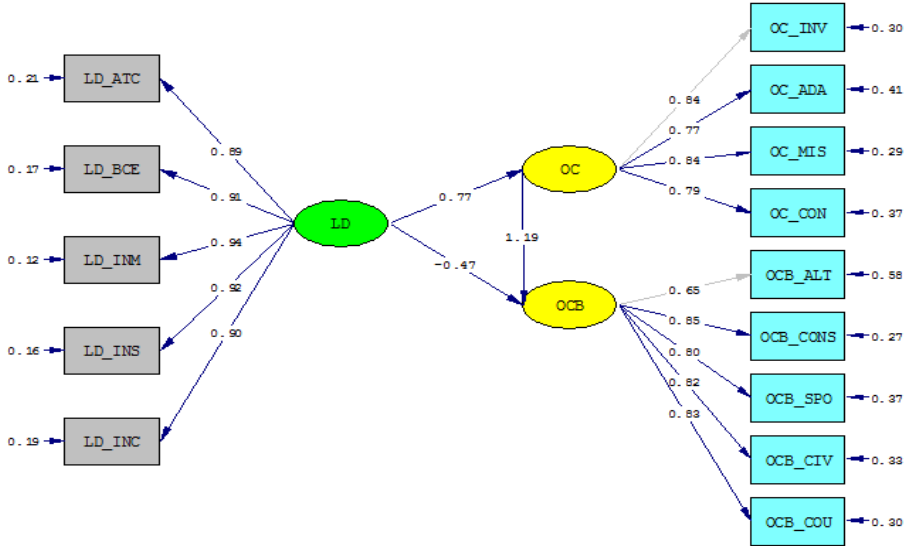 OC_INV
0.30
0.21
LD_ATC
OC_ADA
0.41
0.84
0.77
0.89
OC_MIS
0.29
0.84
0.17
LD_BCE
OC
0.79
0.91
0.77
OC_CON
0.37
LD
1.19
0.94
0.12
LD_INM
-0.47
OCB_ALT
0.58
0.65
0.92
OCB
0.85
0.90
OCB_CONS
0.27
0.16
LD_INS
0.80
0.82
OCB_SPO
0.37
0.83
0.19
LD_INC
OCB_CIV
0.33
OCB_COU
0.30